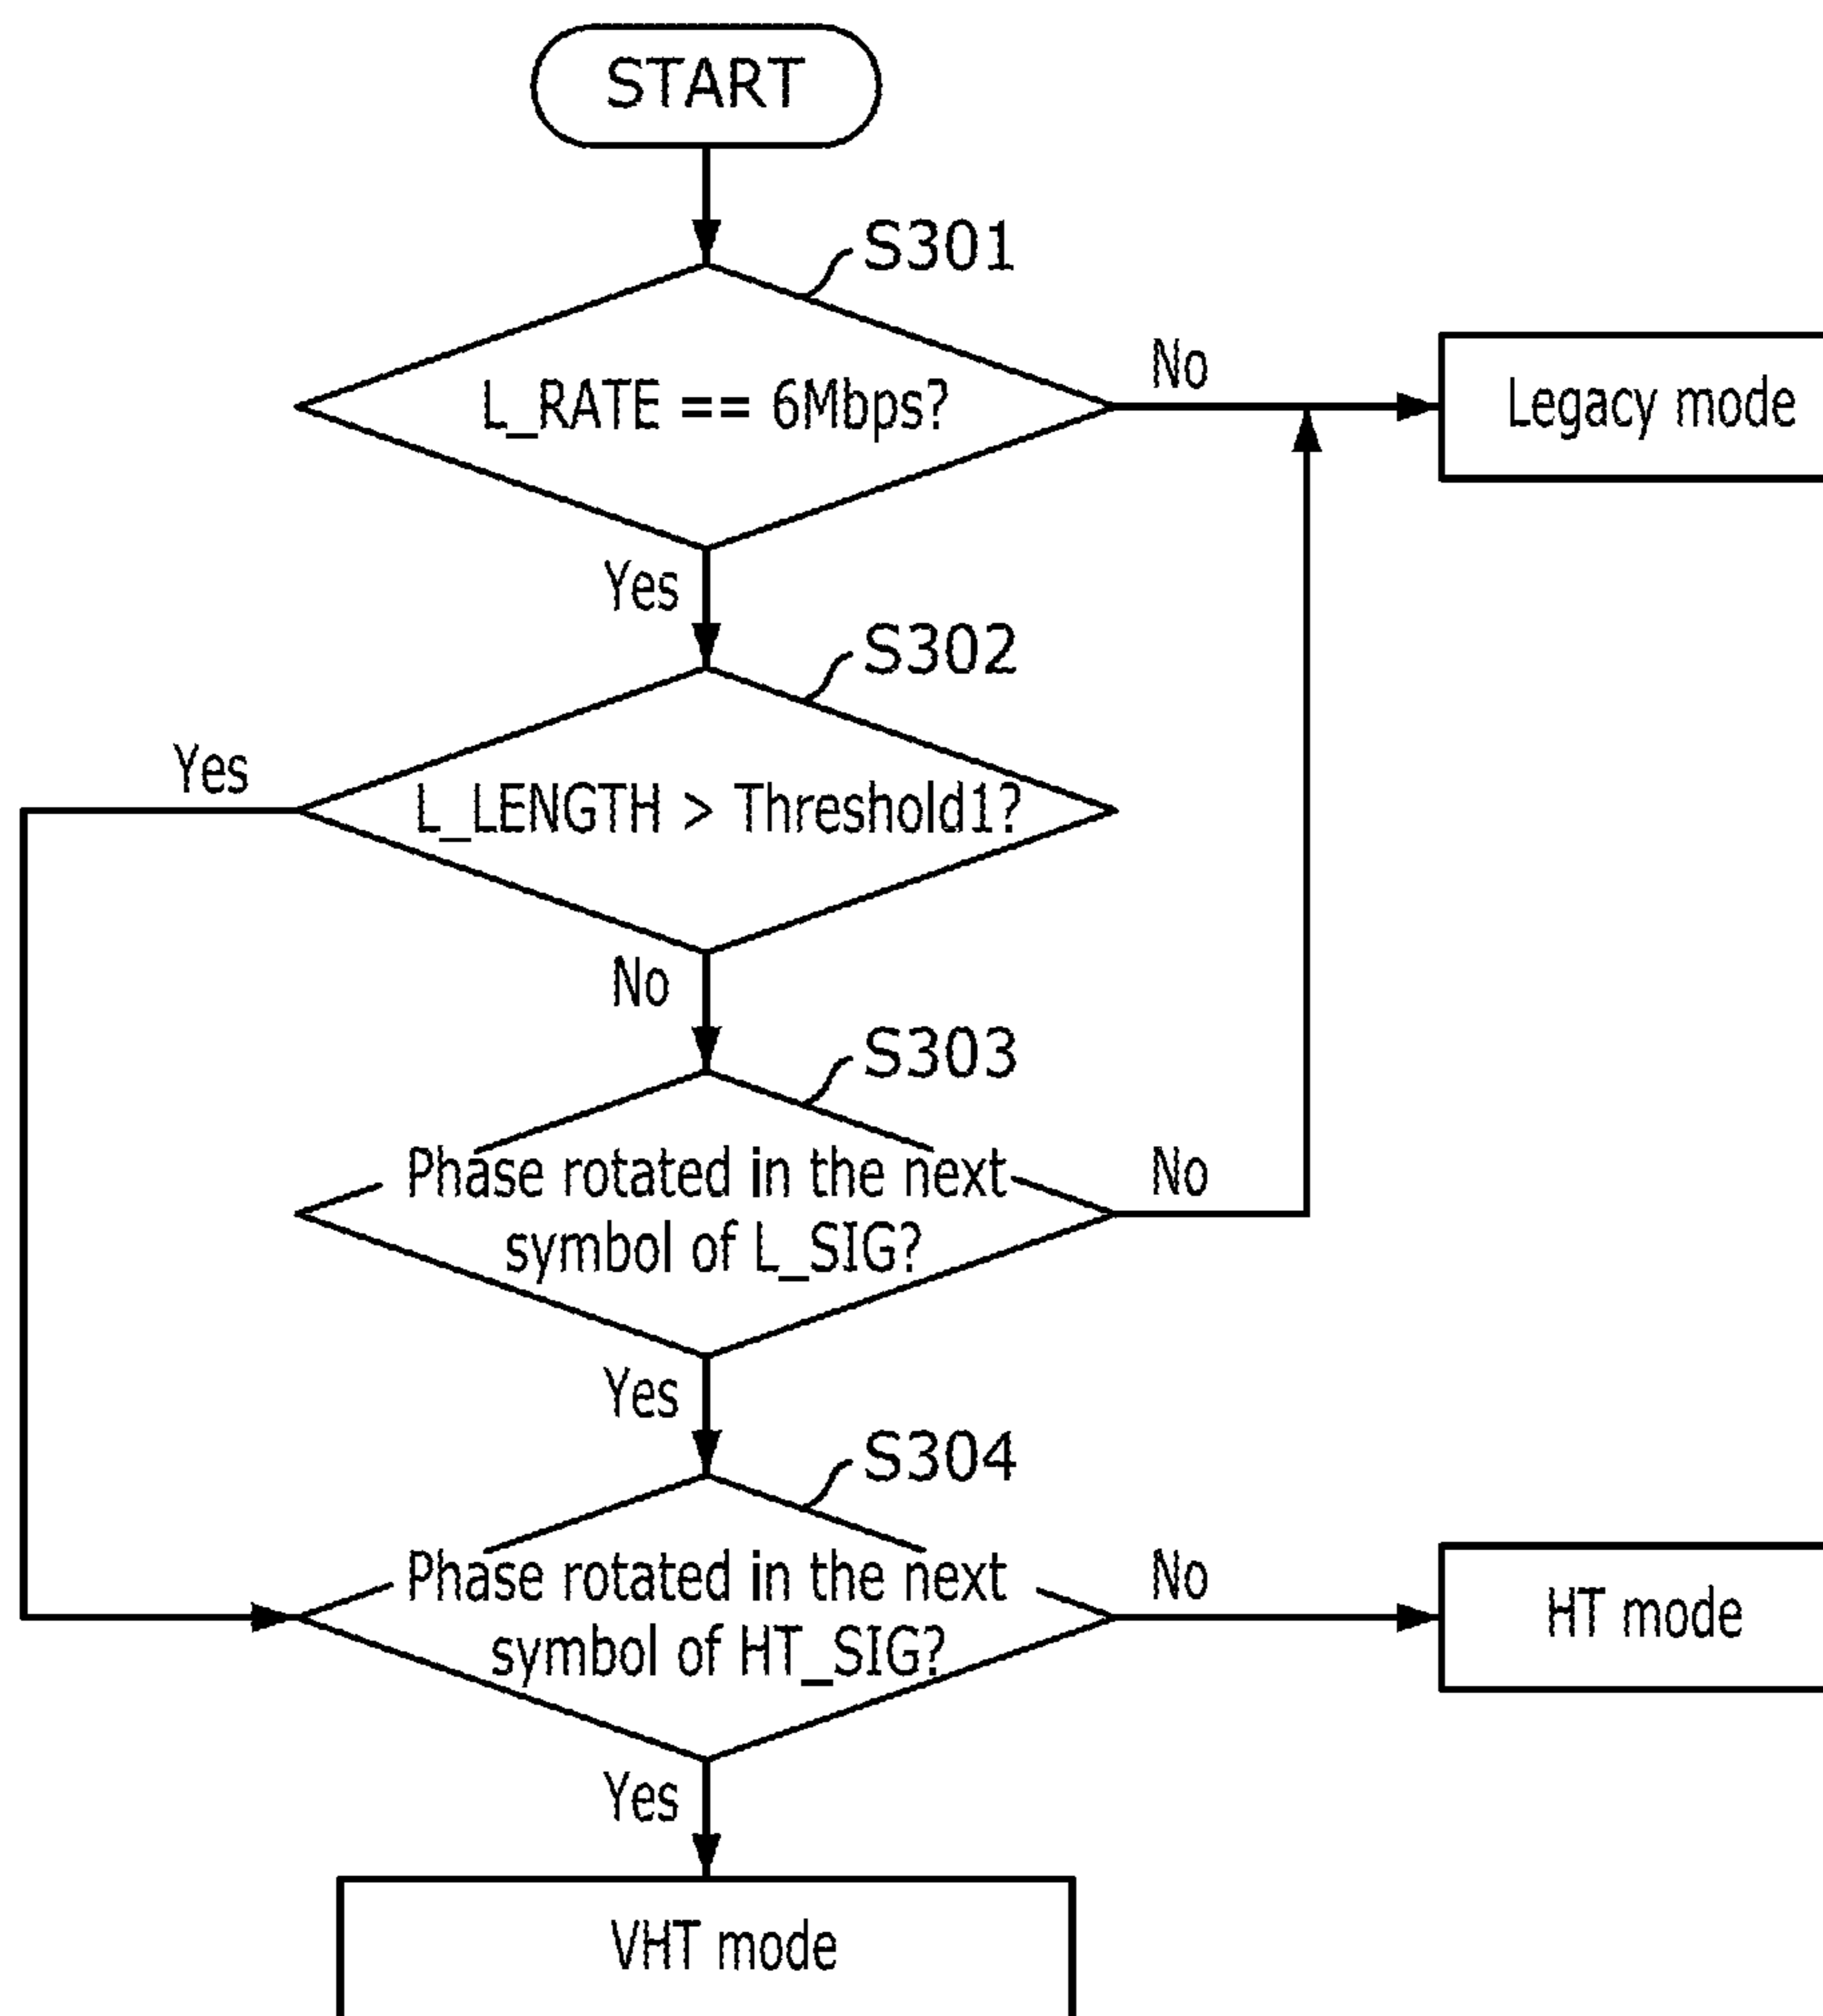 START
S301
L_RATE == 6Mbps?
No
Legacy mode
Yes
S302
Yes
L_LENGTH > Threshold1?
No
S303
Phase rotated in the next
symbol of L_SIG?
No
Yes
S304
Phase rotated in the next
symbol of HT_SIG?
No
HT mode
Yes
VHT mode